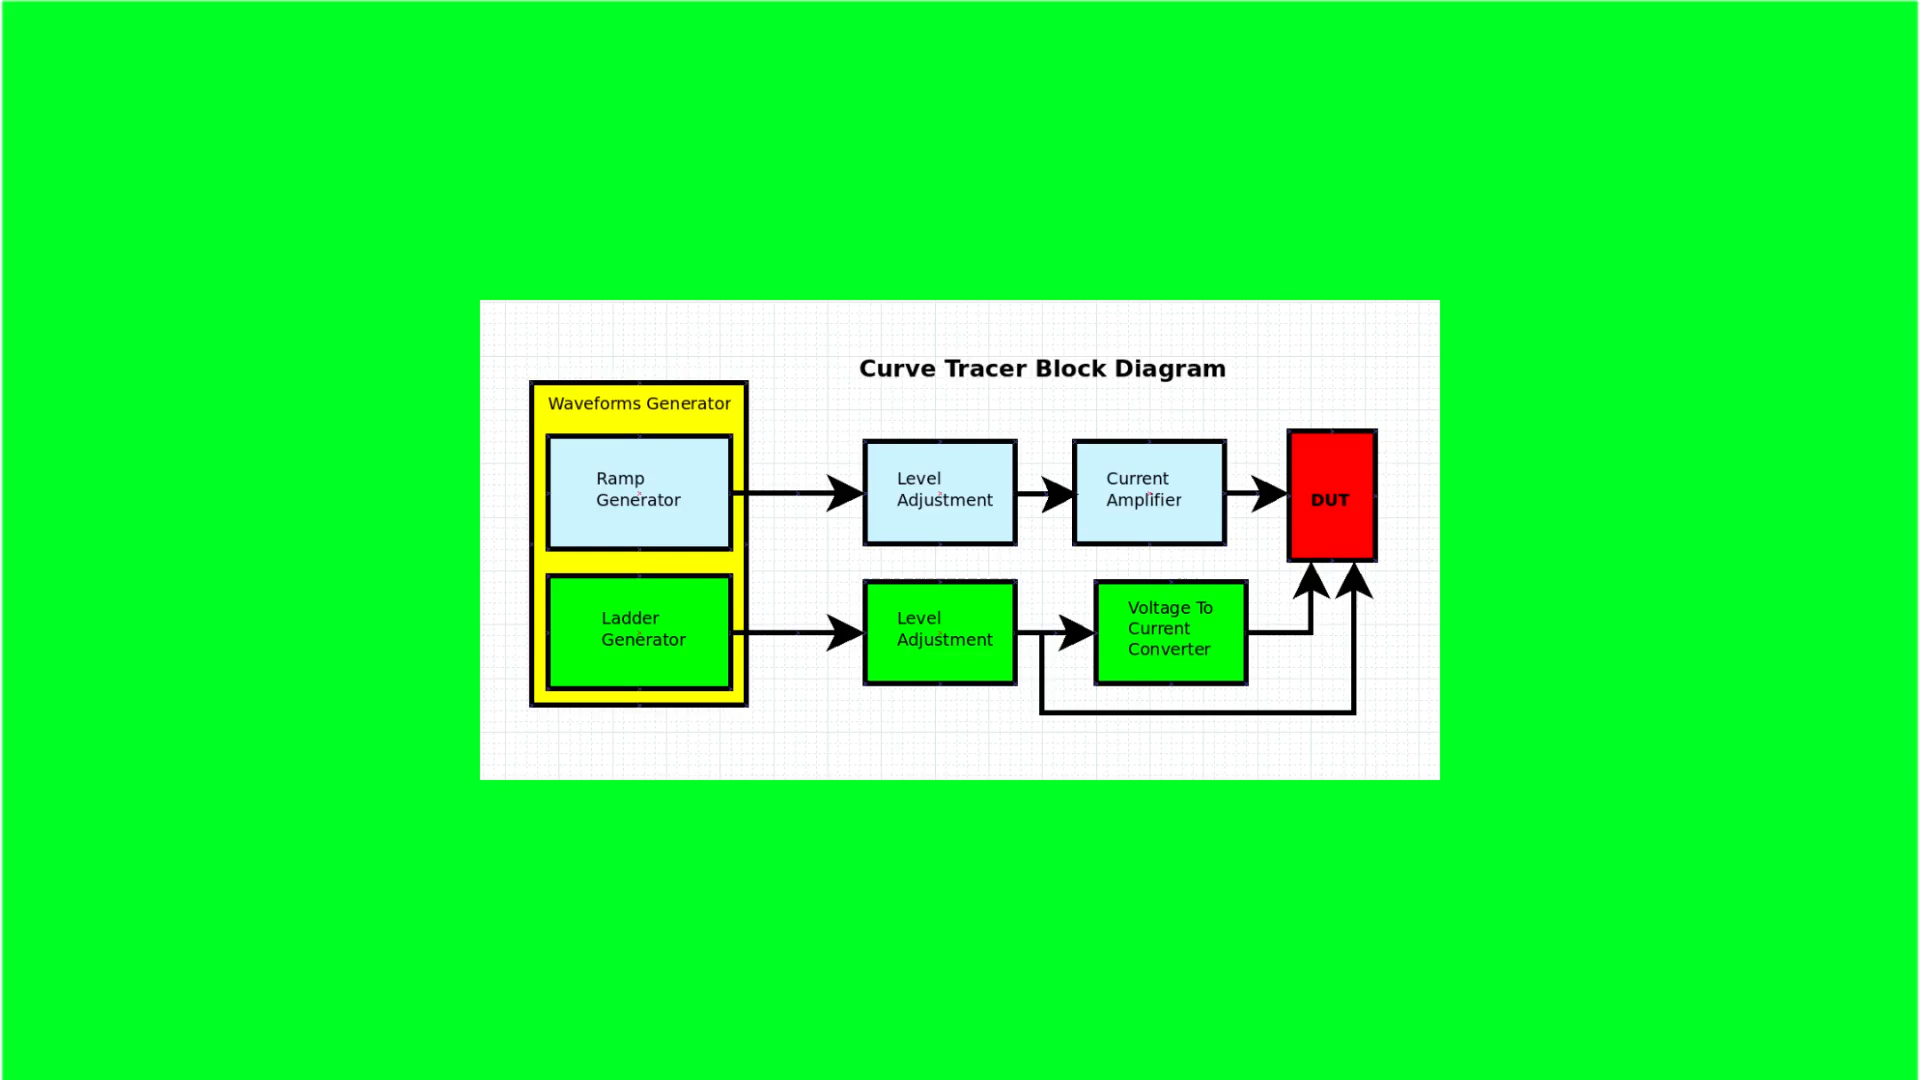 Curve Tracer Block Diagram
Waveforms Generator
Ramp
Generator
Level
Adjustment
Current
Amplifier
DUT
Ladder
Generator
Level
Adjustment
Voltage To
Current
Converter